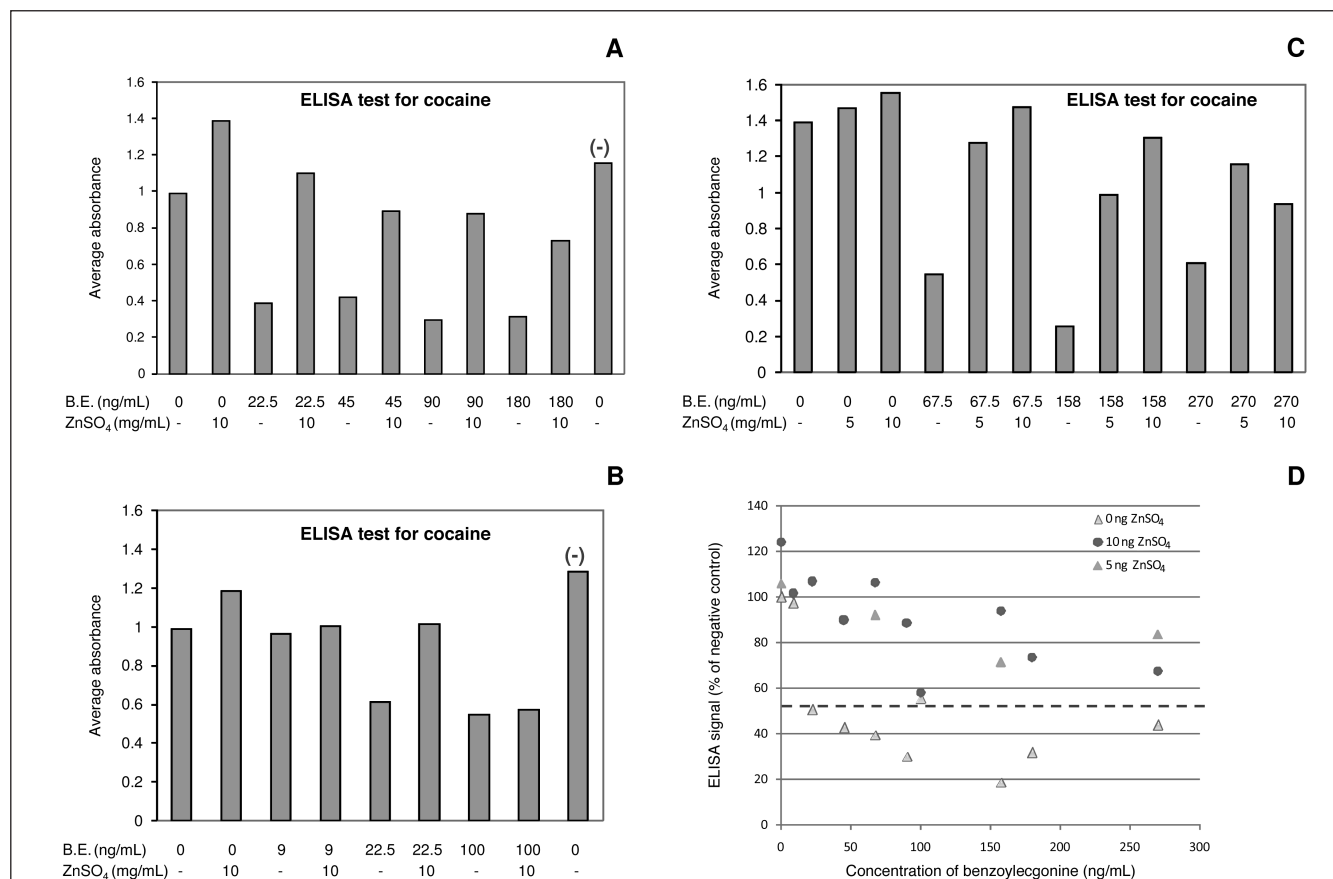 A
ELISA test for cocaine
(-)
Average absorbance
1.6
1.4
1.2
1
0.8
0.6
0.4
0.2
0
B.E. (ng/mL) 0 0 22.5 22.5 45 45 90 90 180 180 0
ZnSO4 (mg/mL) - 10 - 10 - 10 - 10 - 10 -
C
ELISA test for cocaine
Average absorbance
1.6
1.4
1.2
1
0.8
0.6
0.4
0.2
0
B.E. (ng/mL) 0 0 0 67.5 67.5 67.5 158 158 158 270 270 270
ZnSO4 (mg/mL) - 5 10 - 5 10 - 5 10 - 5 10
B
ELISA test for cocaine
(-)
Average absorbance
1.6
1.4
1.2
1
0.8
0.6
0.4
0.2
0
B.E. (ng/mL) 0 0 9 9 22.5 22.5 100 100 0
ZnSO4 (mg/mL) - 10 - 10 - 10 - 10 -
D
ELISA signal (% of negative control)
140
120
100
80
60
40
20
0
0 ng ZnSO4
10 ng ZnSO4
5 ng ZnSO4
0 50 100 150 200 250 300
Concentration of benzoylecgonine (ng/mL)